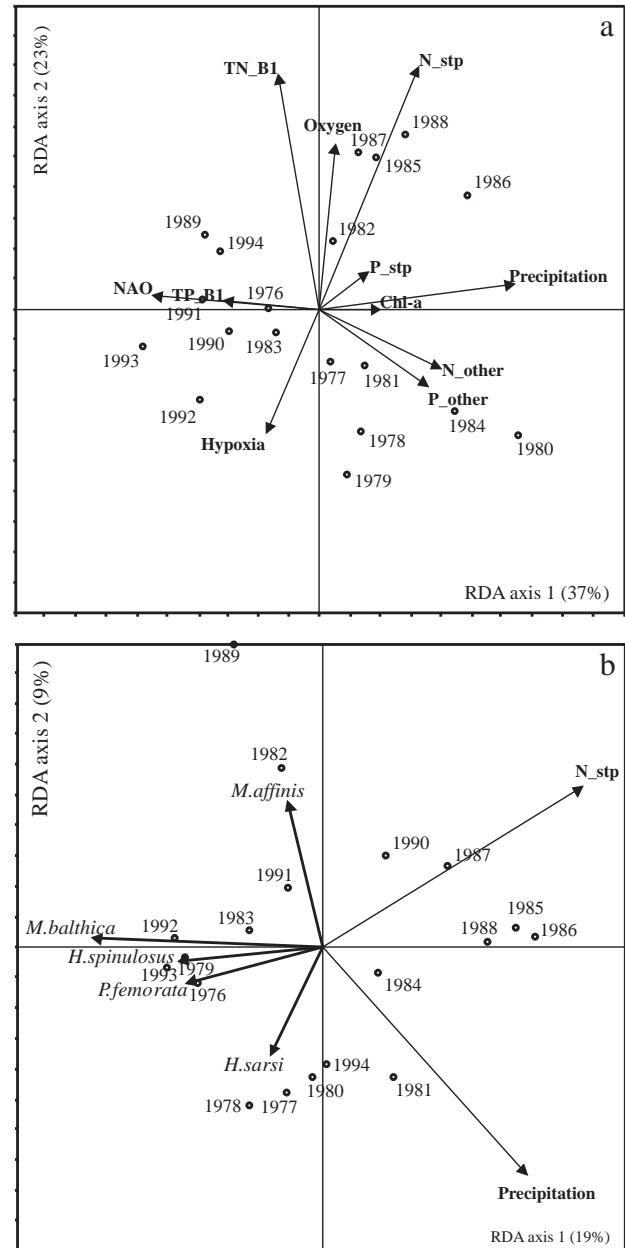 a
RDA axis 2 (23%)
TN_B1
N_stp
Oxygen
1987
1988
1985
1986
1989
1994
1982
P_stp
Precipitation
NAO
TP_B1
1976
Chl-a
1991
1990
1983
1993
1977
1981
N_other
P_other
1992
Hypoxia
1978
1984
1980
1979
RDA axis 1 (37%)
b
RDA axis 2 (9%)
1989
1982
M.affinis
N_stp
1990
1987
1991
M.balthica
1992
1983
1985
1988
1986
H.spinulosus
1993
1979
P.femorata
1976
1984
H.sarsi
1994
1980
1981
1978
1977
Precipitation
RDA axis 1 (19%)